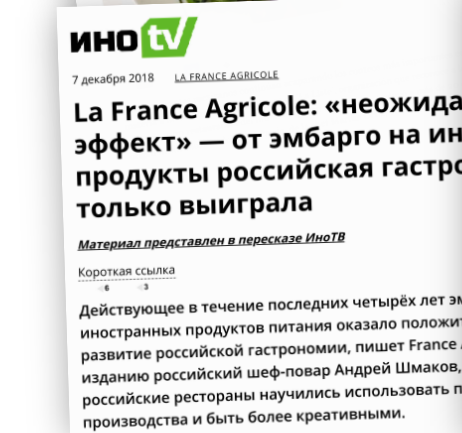 ИНО tv
7 декабря 2018 LA FRANCE AGRICOLE
La France Agricole: «неожида
эффект» — от эмбарго на ин
продукты российская гастро
только выиграла
Материал представлен в пересказе ИноТВ
Короткая ссылка
6 3
Действующее в течение последних четырёх лет эм
иностранных продуктов питания оказало положит
развитие российской гастрономии, пишет France
изданию российский шеф-повар Андрей Шмаков,
российские рестораны научились использовать п
производства и быть более креативными.